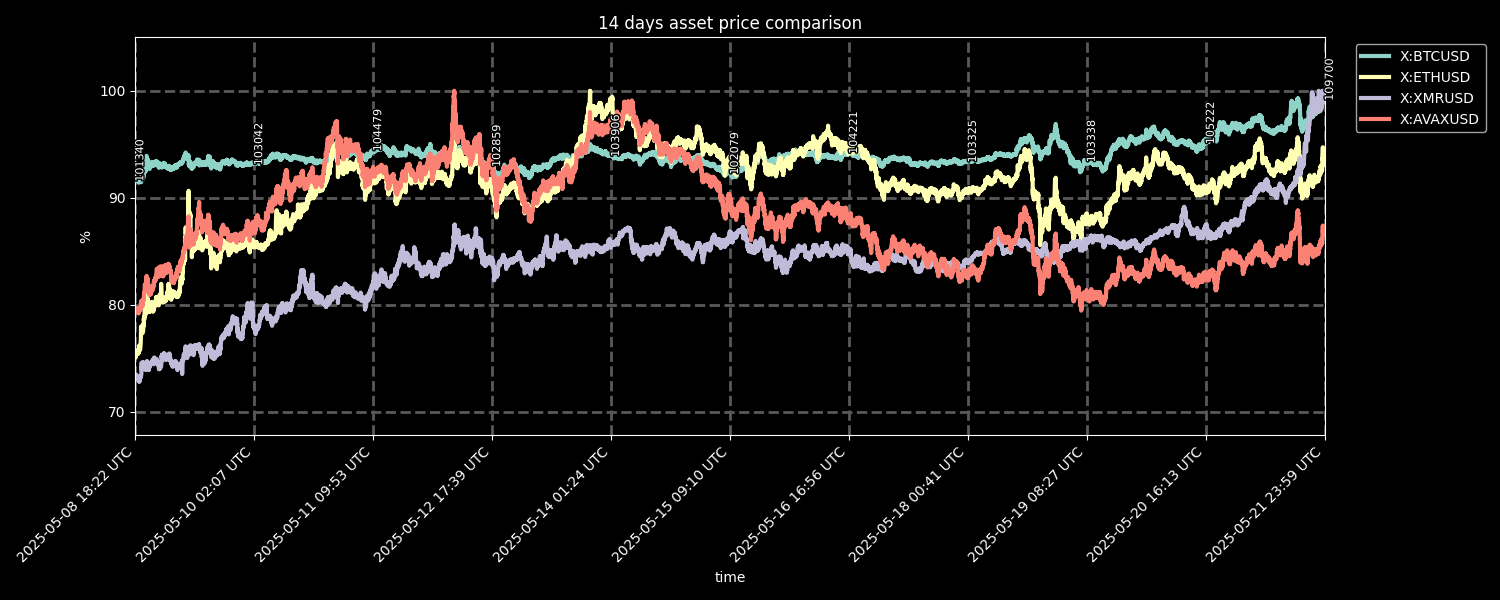 14 days asset price comparison
X:BTCUSD
X:ETHUSD
X:XMRUSD
X:AVAXUSD
100
90
80
70
%
101340
103042
104479
102859
103906
102079
104221
103325
103338
105222
109700
2025-05-08 18:22 UTC
2025-05-10 02:07 UTC
2025-05-11 09:53 UTC
2025-05-12 17:39 UTC
2025-05-14 01:24 UTC
2025-05-15 09:10 UTC
2025-05-16 16:56 UTC
2025-05-18 00:41 UTC
2025-05-19 08:27 UTC
2025-05-20 16:13 UTC
2025-05-21 23:59 UTC
time